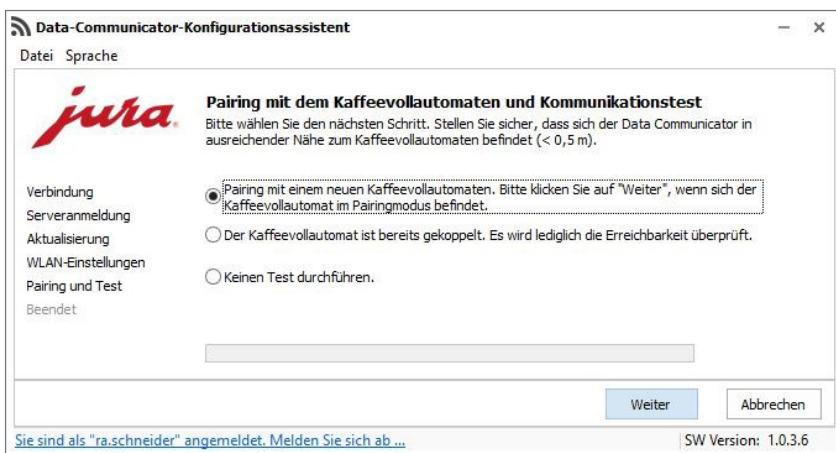 Data-Communicator-Konfigurationsassistent
Datei Sprache
jura
Pairing mit dem Kaffeevollautomaten und Kommunikationstest
Bitte wählen Sie den nächsten Schritt. Stellen Sie sicher, dass sich der Data Communicator in
ausreichender Nähe zum Kaffeevollautomaten befindet (< 0,5 m).
Verbindung
Serveranmeldung
Aktualisierung
WLAN-Einstellungen
Pairing und Test
Beendet
Pairing mit einem neuen Kaffeevollautomaten. Bitte klicken Sie auf "Weiter", wenn sich der
Kaffeevollautomat im Pairingmodus befindet.
Der Kaffeevollautomat ist bereits gekoppelt. Es wird lediglich die Erreichbarkeit überprüft.
Keinen Test durchführen.
Weiter
Abbrechen
Sie sind als "ra.schneider" angemeldet. Melden Sie sich ab ...
SW Version: 1.0.3.6